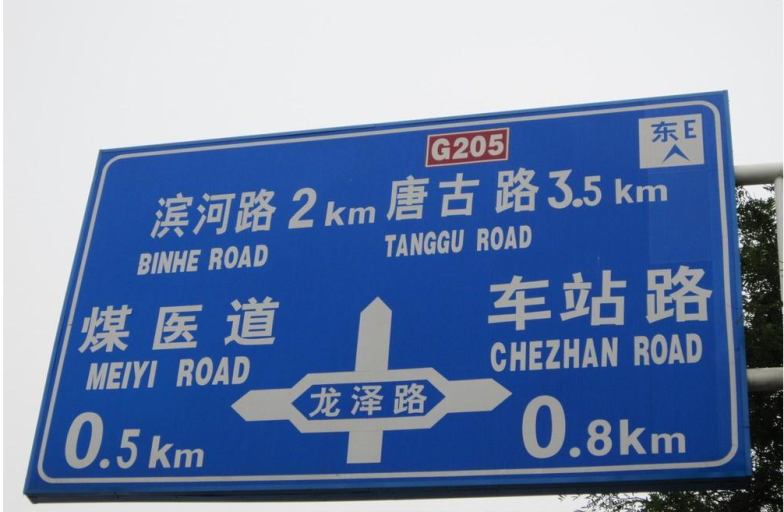 G205
东E
滨河路 2 km 唐古路 3.5 km
BINHE ROAD TANGGU ROAD
煤医道 车站路
MEIYI ROAD CHEZHAN ROAD
龙泽路
0.5 km 0.8 km